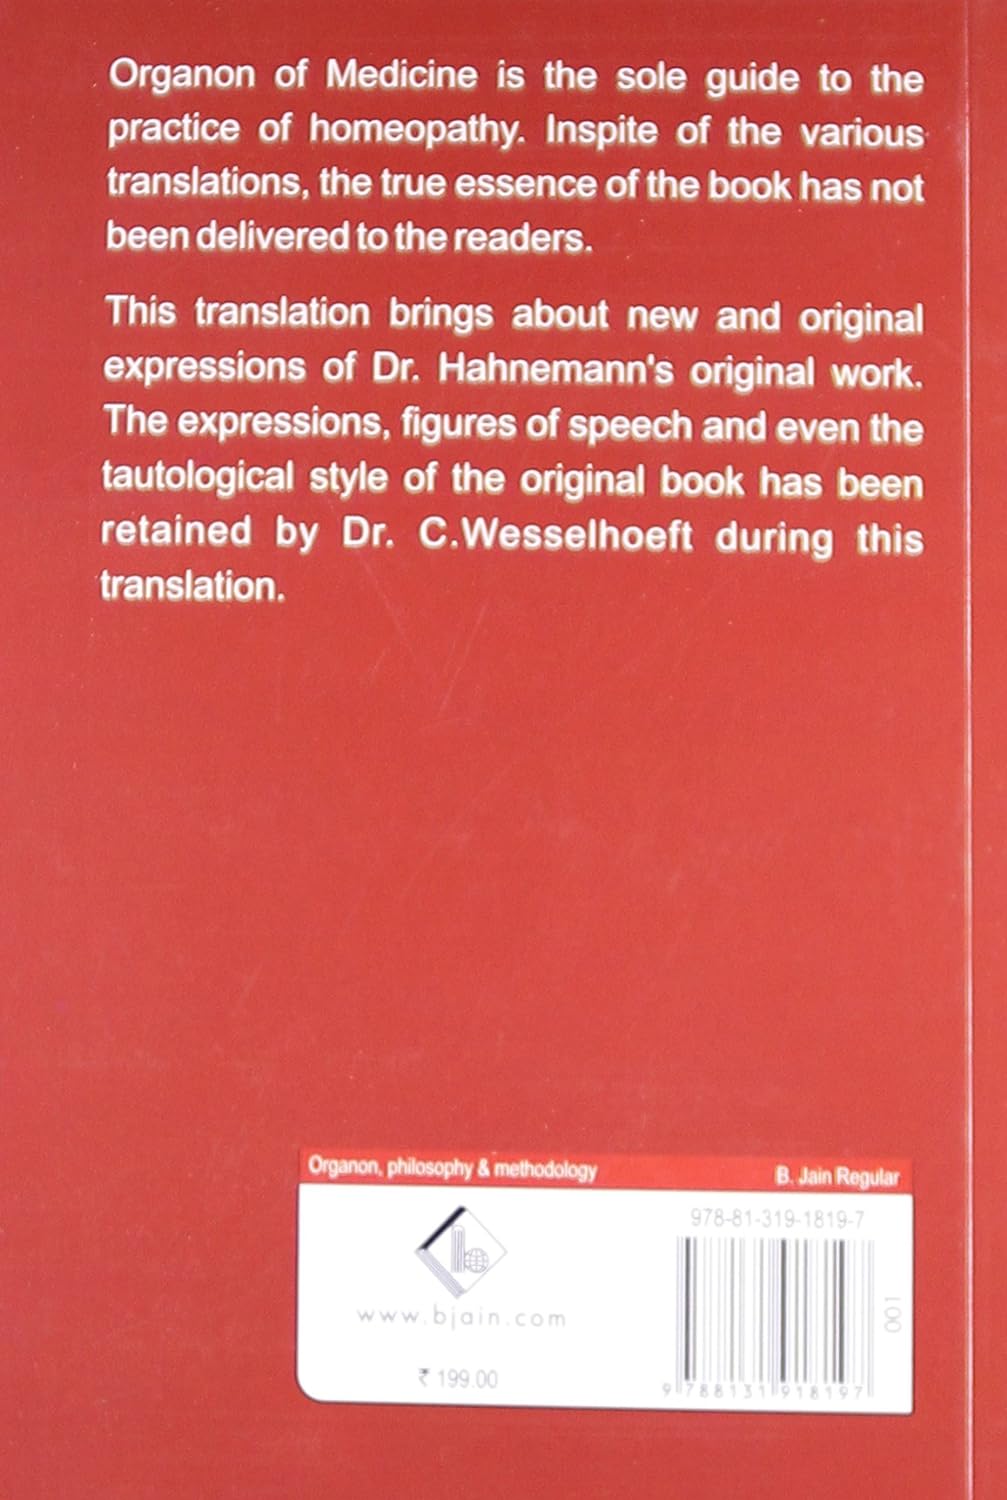 Organon of Medicine is the sole guide to the
practice of homeopathy. Inspite of the various
translations, the true essence of the book has not
been delivered to the readers.
This translation brings about new and original
expressions of Dr. Hahnemann's original work.
The expressions, figures of speech and even the
tautological style of the original book has been
retained by Dr. C.Wesselhoeft during this
translation.
Organon, philosophy & methodology
B. Jain Regular
978-81-319-1819-7
www.bjain.com
001
₹ 199.00
9 788131 918197